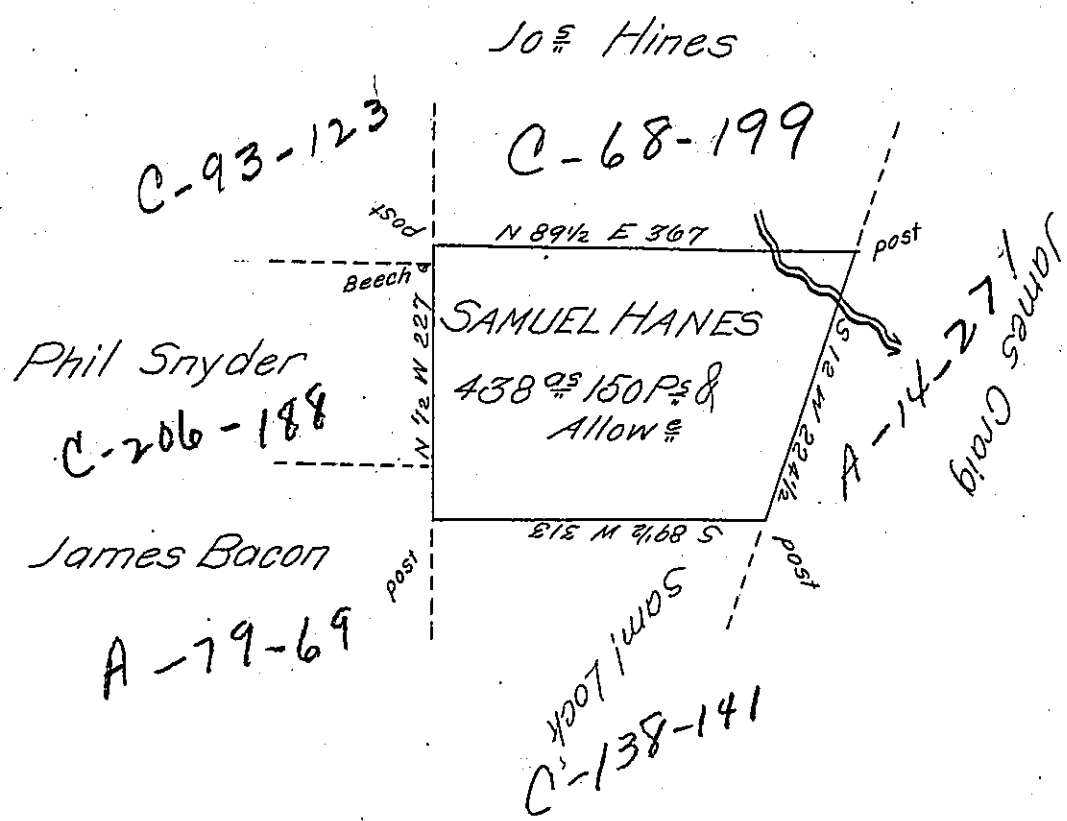 Jos Hines
C-93-123
C-68-199
post
N 89½ E 367
post
Beech
N ½ W 227
SAMUEL HANES
438 as 150 Ps &
Allowe
S 12 W 224½
A-14-271
James Craig
Phil Snyder
C-206-188
S 89½ W 313
post
James Bacon
post
A-79-69
Saml Lock
C-138-141